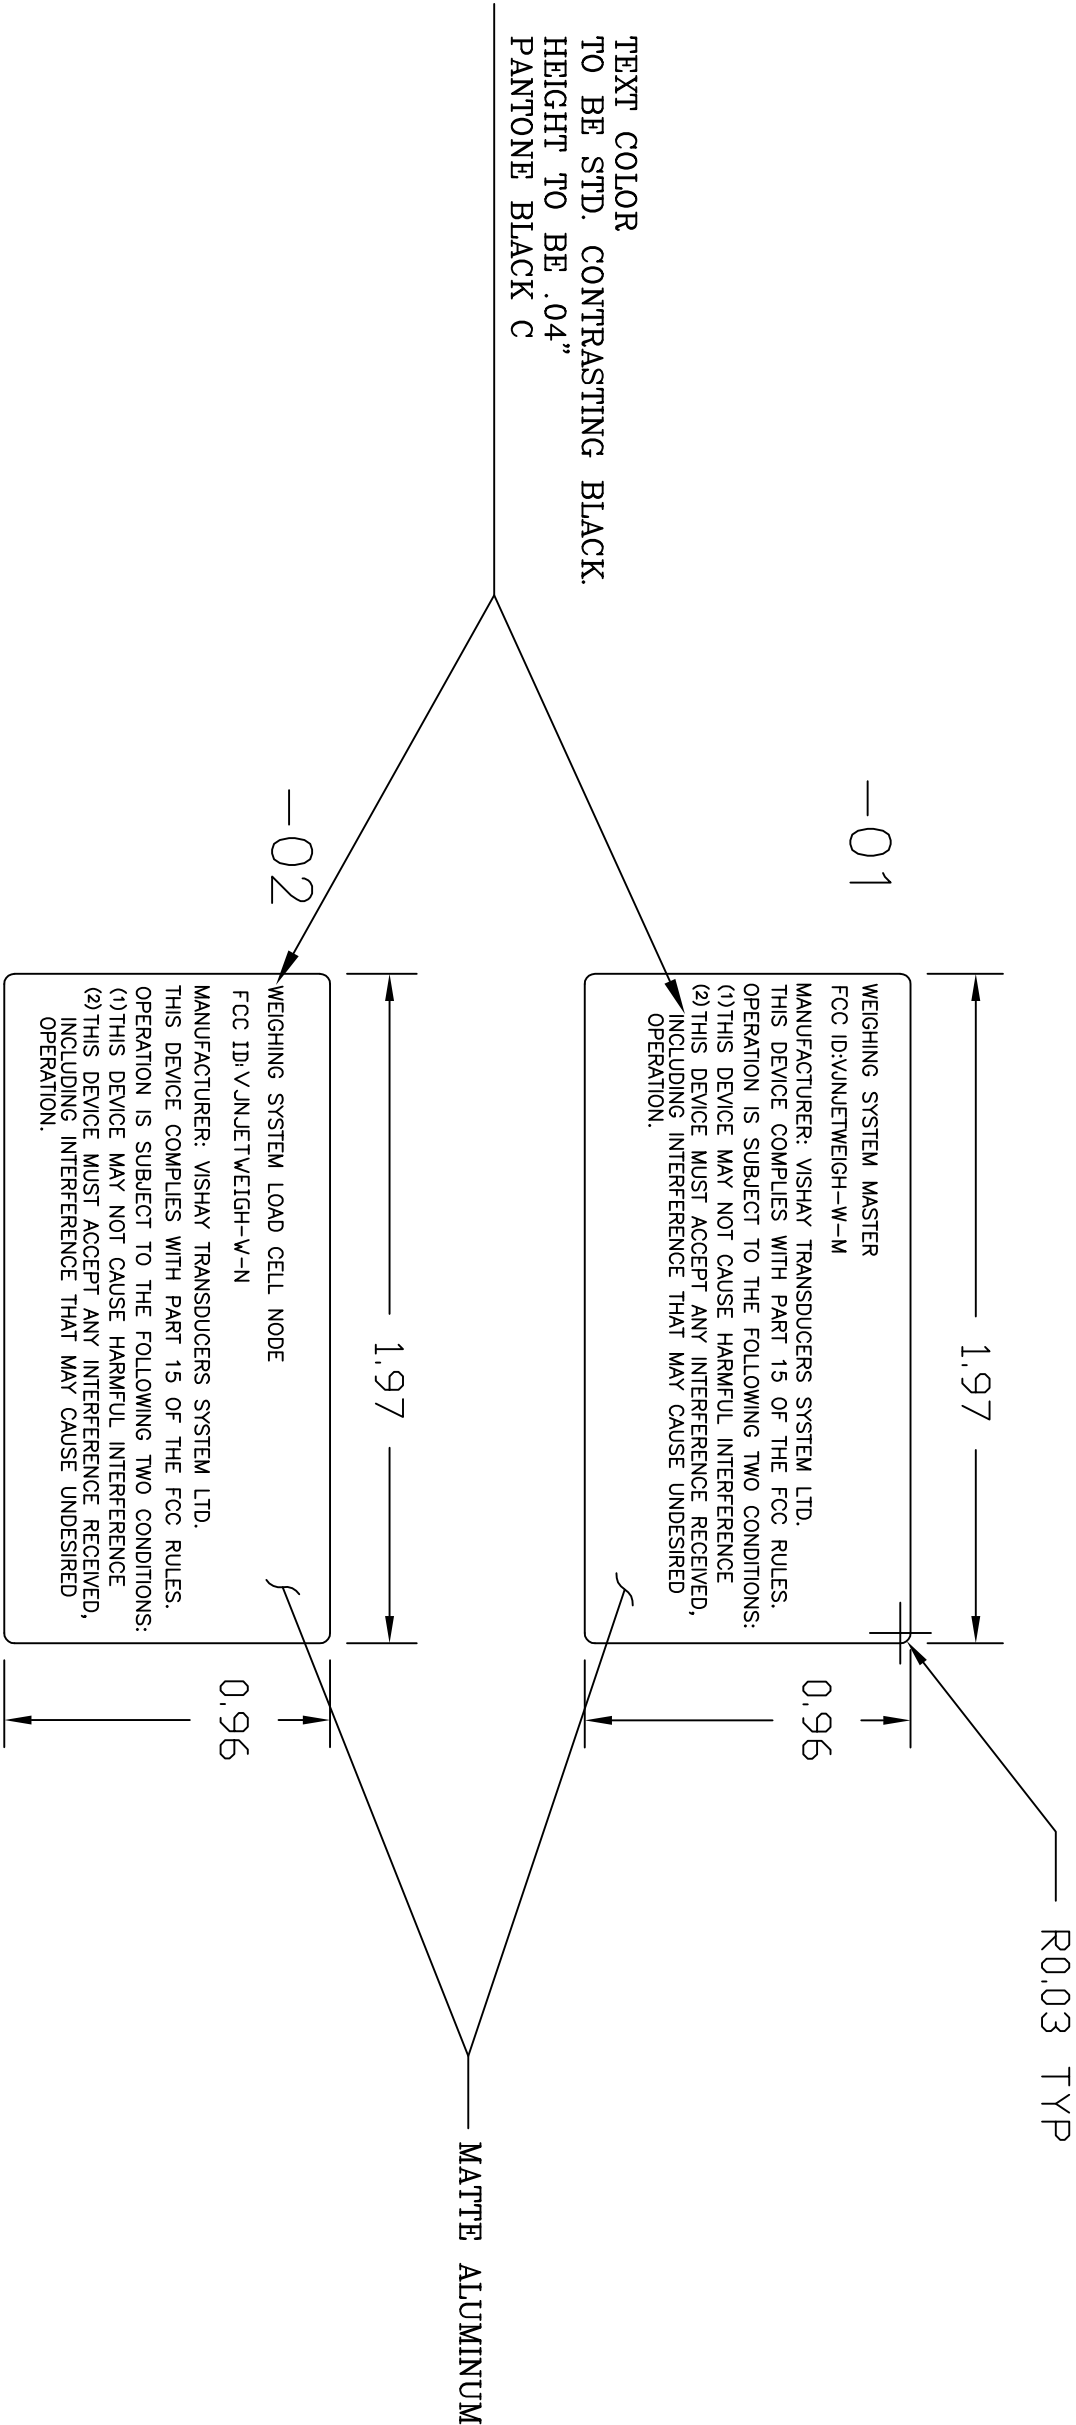 TEXT COLOR
TO BE STD. CONTRASTING BLACK.
HEIGHT TO BE .04"
PANTONE BLACK C
-01
1.97
WEIGHING SYSTEM MASTER
FCC ID:VJNJETWEIGH-W-M
MANUFACTURER: VISHAY TRANSDUCERS SYSTEM LTD.
THIS DEVICE COMPLIES WITH PART 15 OF THE FCC RULES.
OPERATION IS SUBJECT TO THE FOLLOWING TWO CONDITIONS:
(1)THIS DEVICE MAY NOT CAUSE HARMFUL INTERFERENCE
(2)THIS DEVICE MUST ACCEPT ANY INTERFERENCE RECEIVED,
INCLUDING INTERFERENCE THAT MAY CAUSE UNDESIRED
OPERATION.
0.96
R0.03 TYP
-02
1.97
WEIGHING SYSTEM LOAD CELL NODE
FCC ID:VJNJETWEIGH-W-N
MANUFACTURER: VISHAY TRANSDUCERS SYSTEM LTD.
THIS DEVICE COMPLIES WITH PART 15 OF THE FCC RULES.
OPERATION IS SUBJECT TO THE FOLLOWING TWO CONDITIONS:
(1)THIS DEVICE MAY NOT CAUSE HARMFUL INTERFERENCE
(2)THIS DEVICE MUST ACCEPT ANY INTERFERENCE RECEIVED,
INCLUDING INTERFERENCE THAT MAY CAUSE UNDESIRED
OPERATION.
0.96
MATTE ALUMINUM